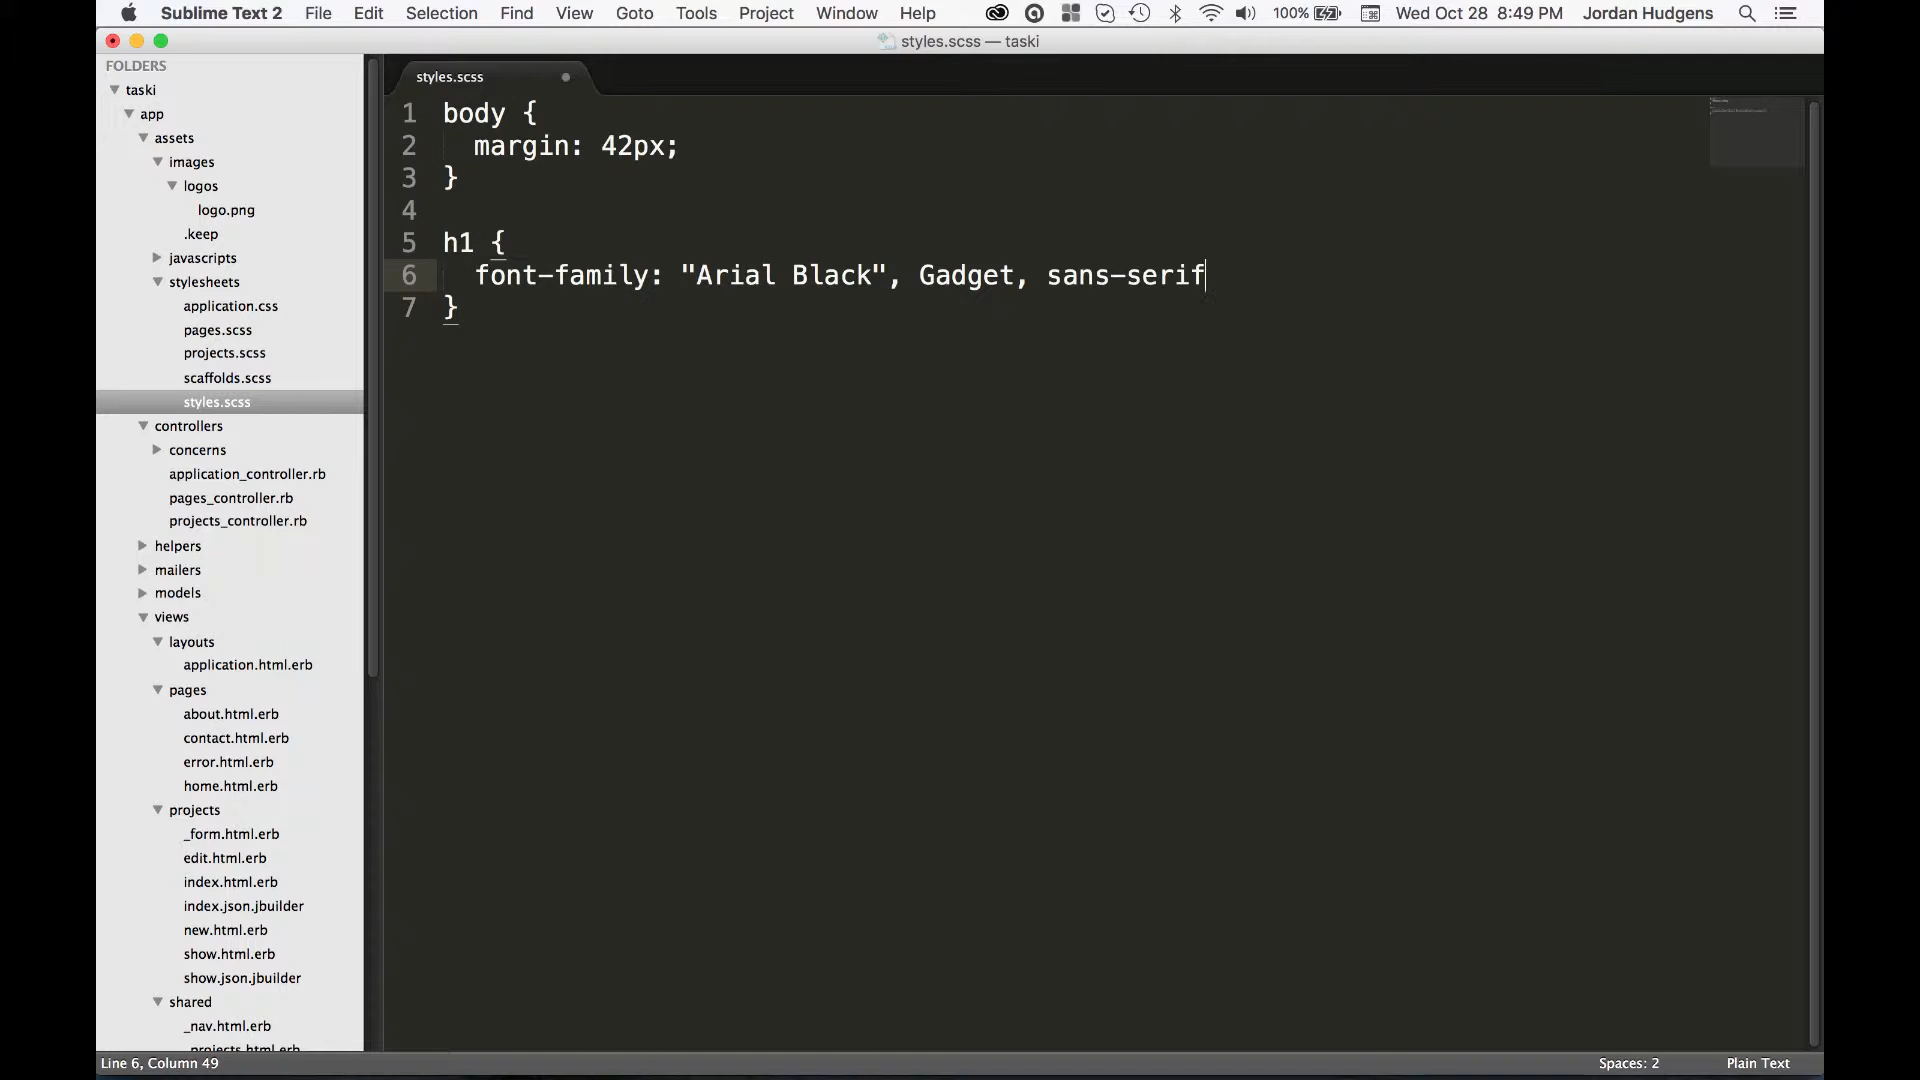 Sublime Text 2 File Edit Selection Find View Goto Tools Project Window Help 100% Wed Oct 28 8:49 PM Jordan Hudgens
styles.scss — taski
FOLDERS
taski
app
assets
images
logos
logo.png
.keep
javascripts
stylesheets
application.css
pages.scss
projects.scss
scaffolds.scss
styles.scss
controllers
concerns
application_controller.rb
pages_controller.rb
projects_controller.rb
helpers
mailers
models
views
layouts
application.html.erb
pages
about.html.erb
contact.html.erb
error.html.erb
home.html.erb
projects
_form.html.erb
edit.html.erb
index.html.erb
index.json.jbuilder
new.html.erb
show.html.erb
show.json.jbuilder
shared
_nav.html.erb
_projects.html.erb
styles.scss
1 body {
2 margin: 42px;
3 }
4
5 h1 {
6 font-family: "Arial Black", Gadget, sans-serif
7 }
Line 6, Column 49 Spaces: 2 Plain Text